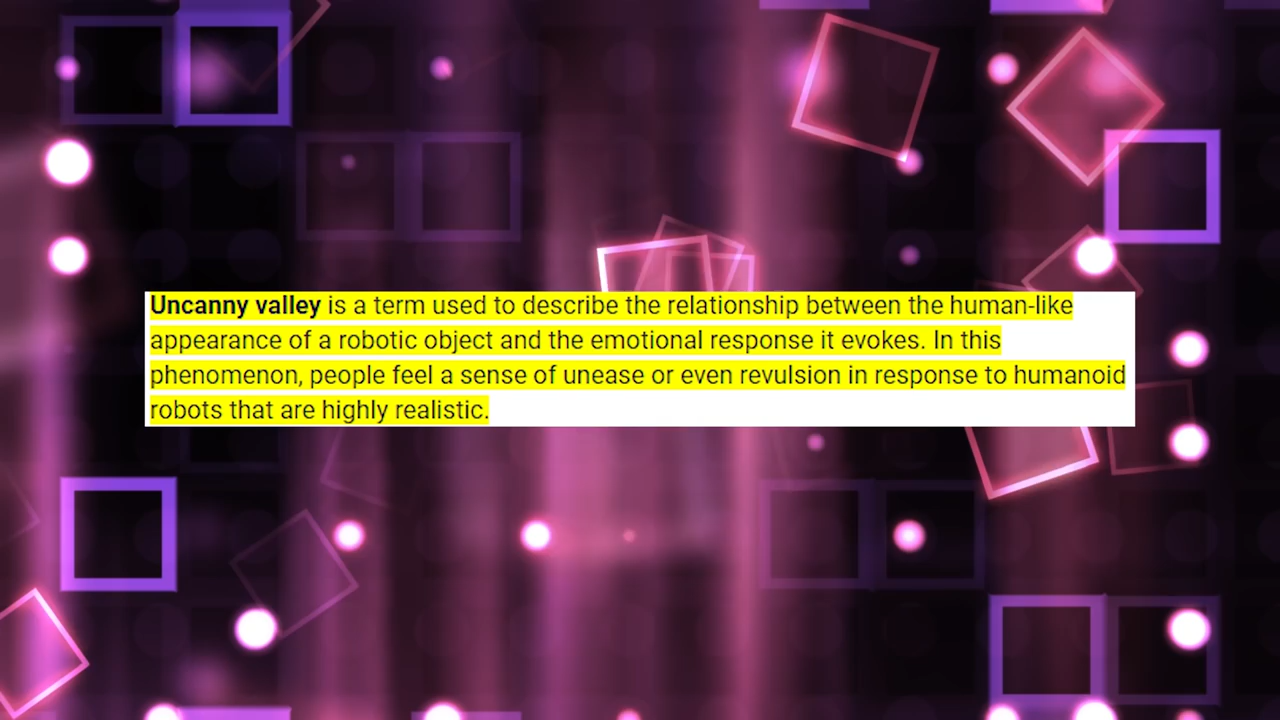 Uncanny valley is a term used to describe the relationship between the human-like
appearance of a robotic object and the emotional response it evokes. In this
phenomenon, people feel a sense of unease or even revulsion in response to humanoid
robots that are highly realistic.